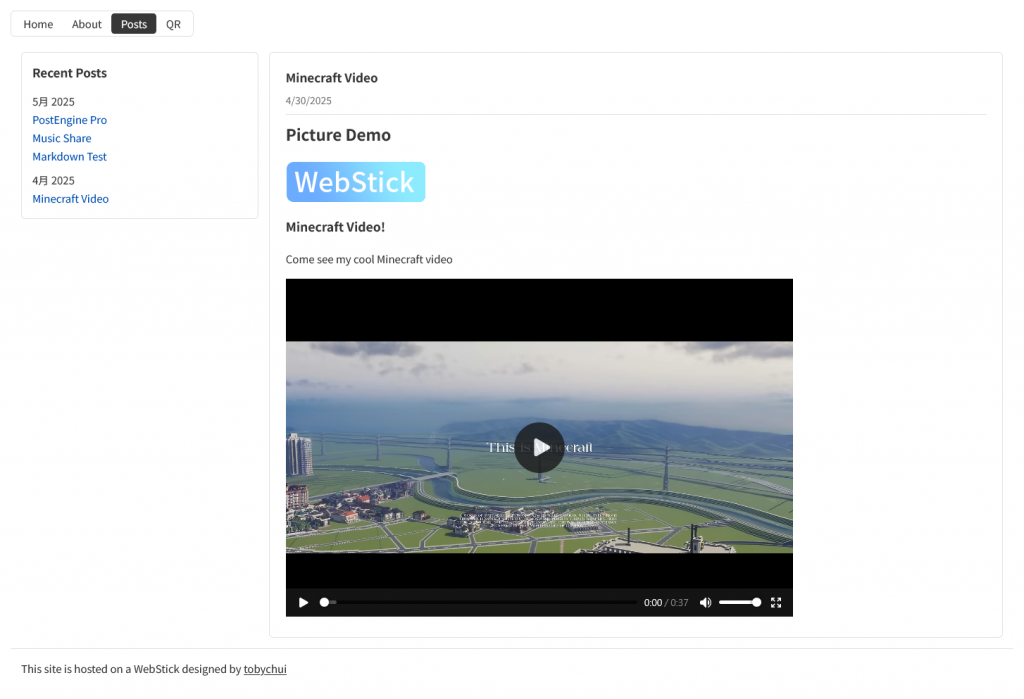 Home About Posts QR
Recent Posts
5月 2025
PostEngine Pro
Music Share
Markdown Test
4月 2025
Minecraft Video
Minecraft Video
4/30/2025
Picture Demo
WebStick
Minecraft Video!
Come see my cool Minecraft video
This is Minecraft
0:00 / 0:37
This site is hosted on a WebStick designed by tobychui